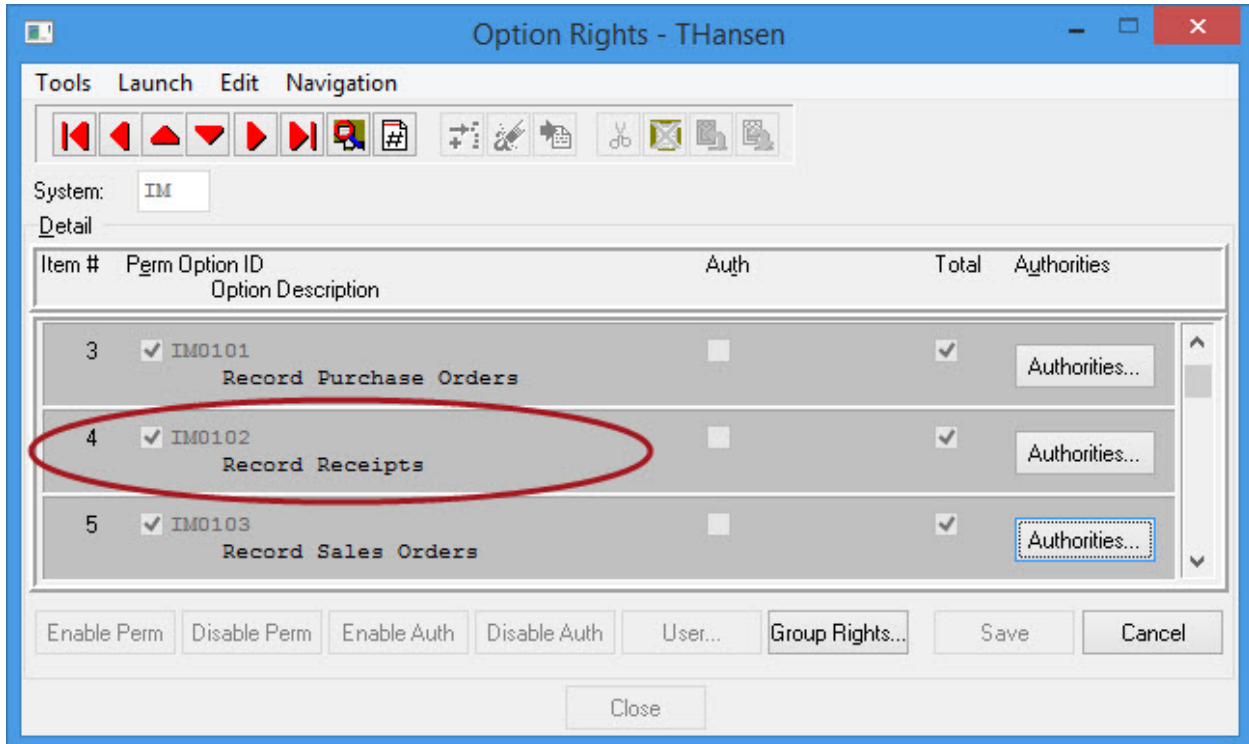 Option Rights - THansen
Tools Launch Edit Navigation
#
System: IM
Detail
Item # Perm Option ID Auth Total Authorities
Option Description
3 IM0101 Authorities...
Record Purchase Orders
4 IM0102 Authorities...
Record Receipts
5 IM0103 Authorities...
Record Sales Orders
Enable Perm Disable Perm Enable Auth Disable Auth User... Group Rights... Save Cancel
Close